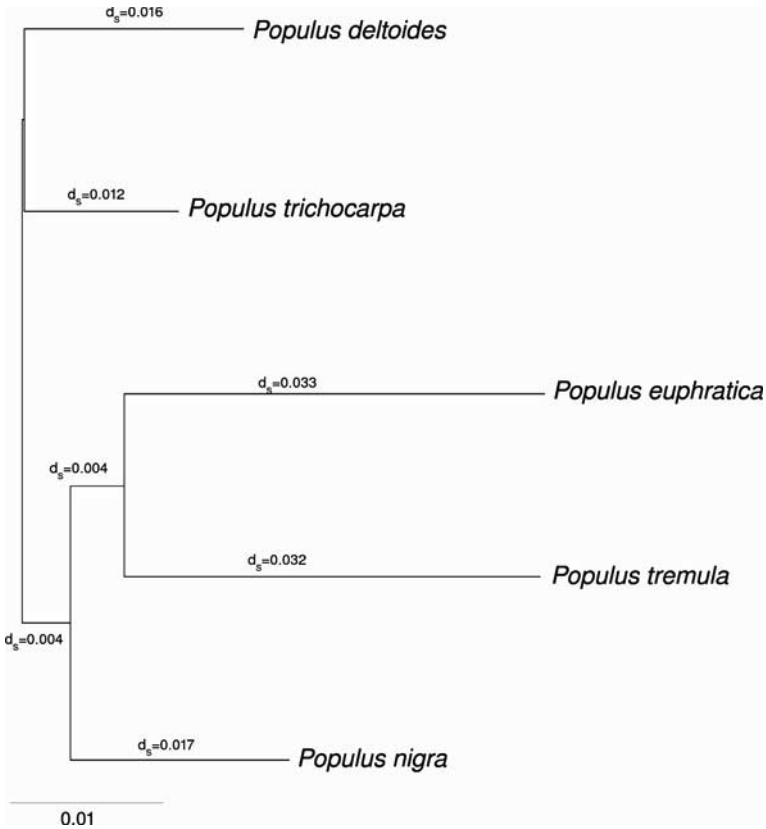 dₛ=0.016
Populus deltoides
dₛ=0.012
Populus trichocarpa
dₛ=0.033
Populus euphratica
dₛ=0.004
dₛ=0.032
Populus tremula
dₛ=0.004
dₛ=0.017
Populus nigra
0.01